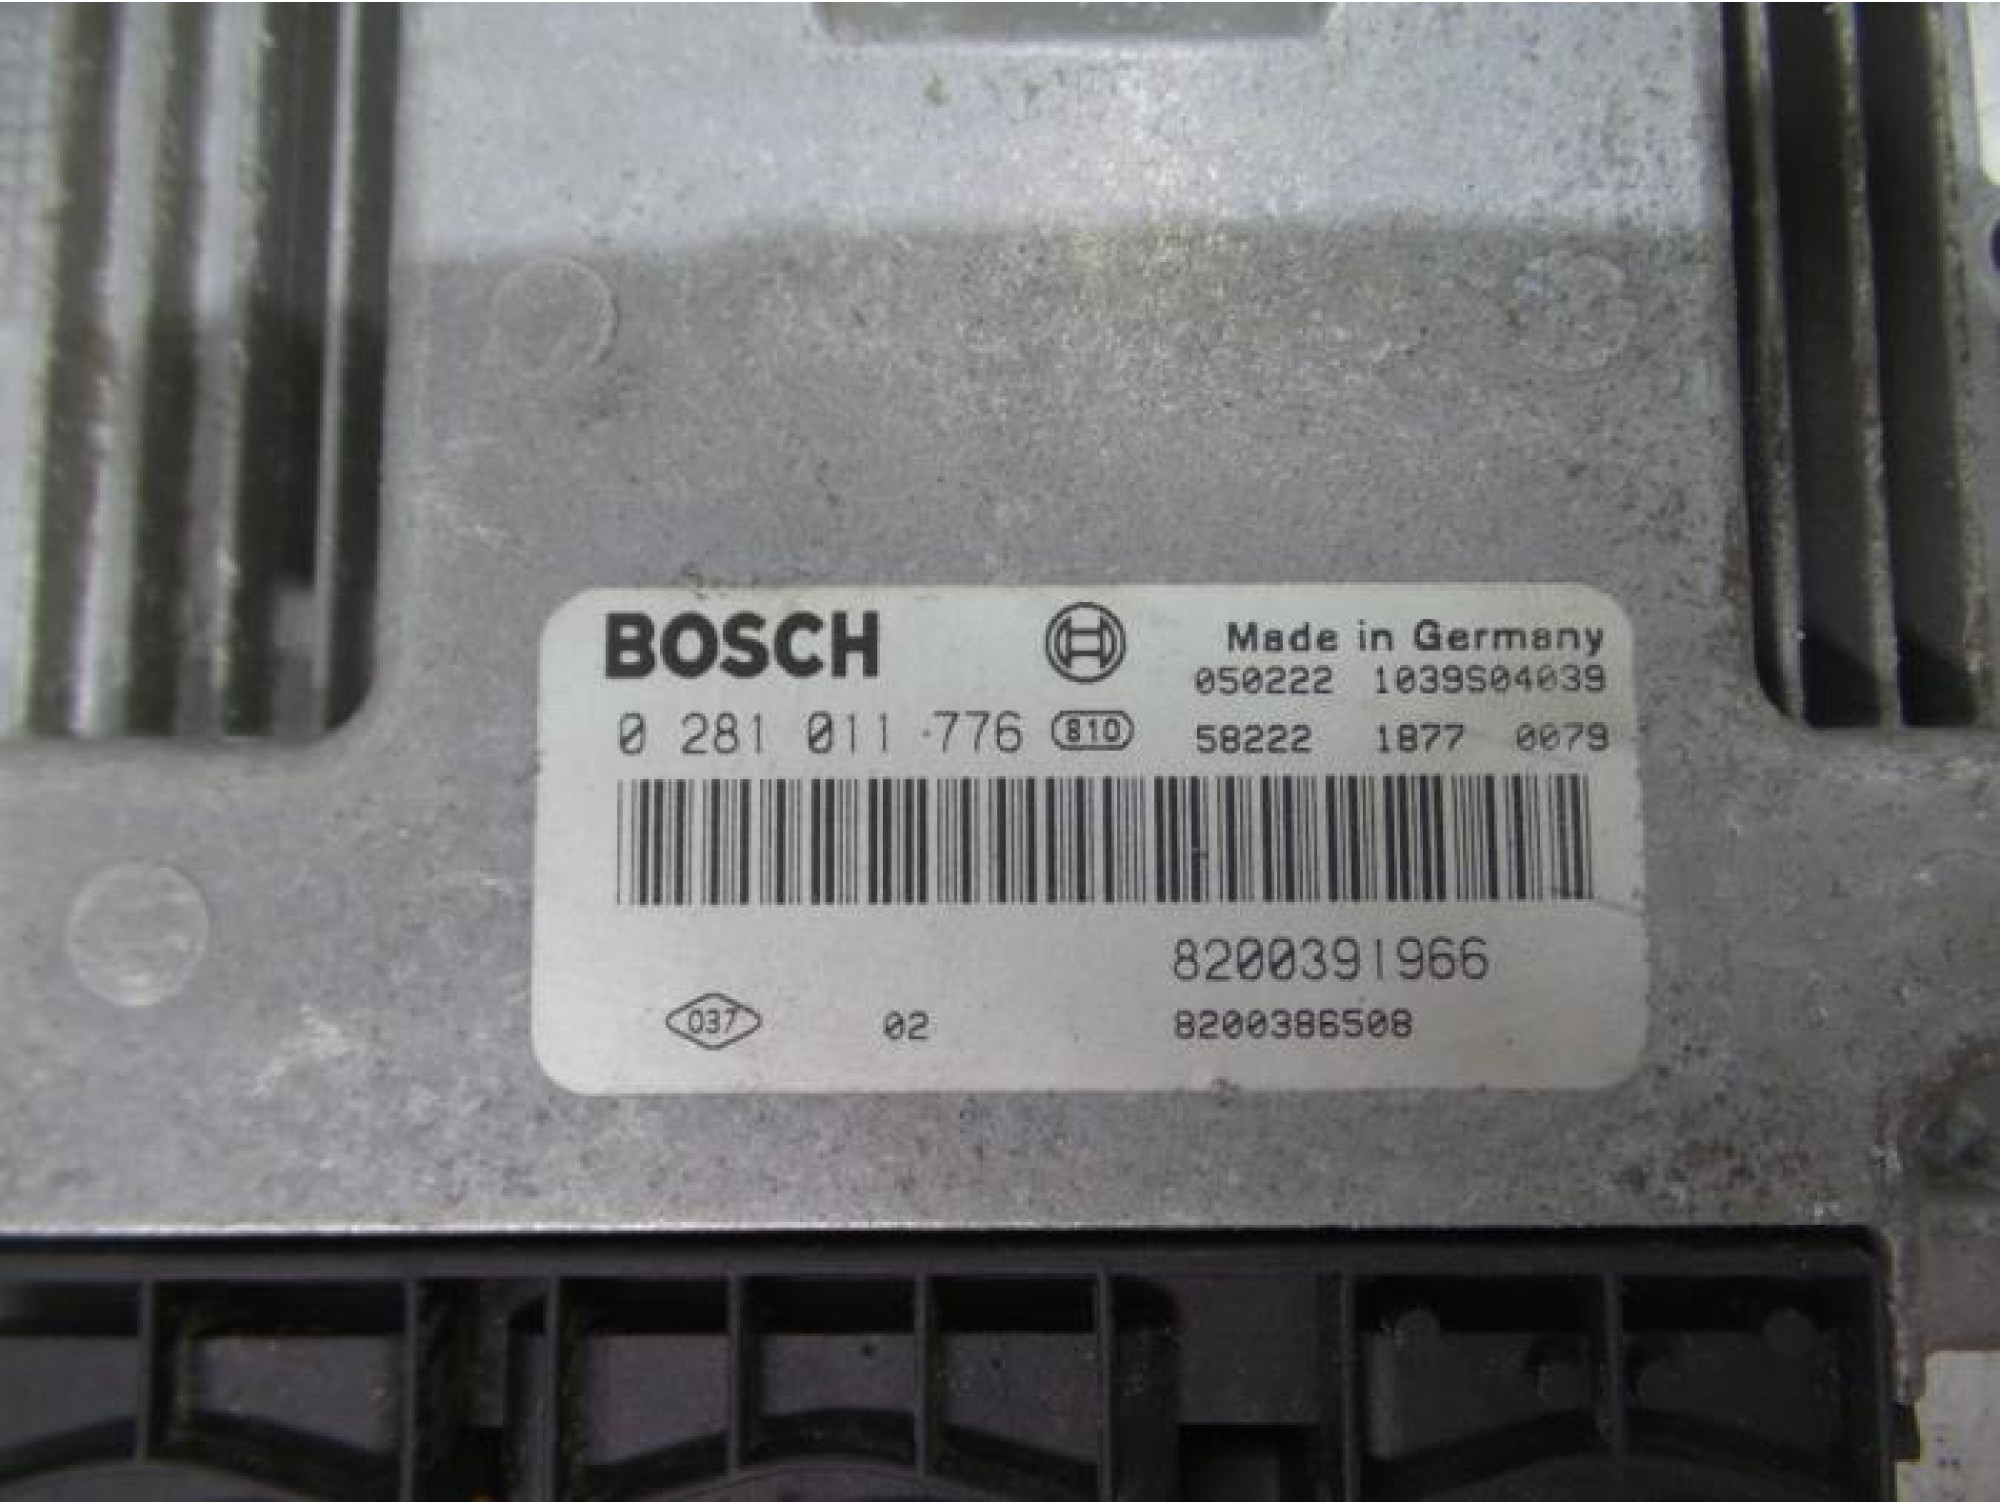 BOSCH
Made in Germany
050222 1039S04039
0 281 011 776 810 58222 1877 0079
8200391966
037 02 8200386508